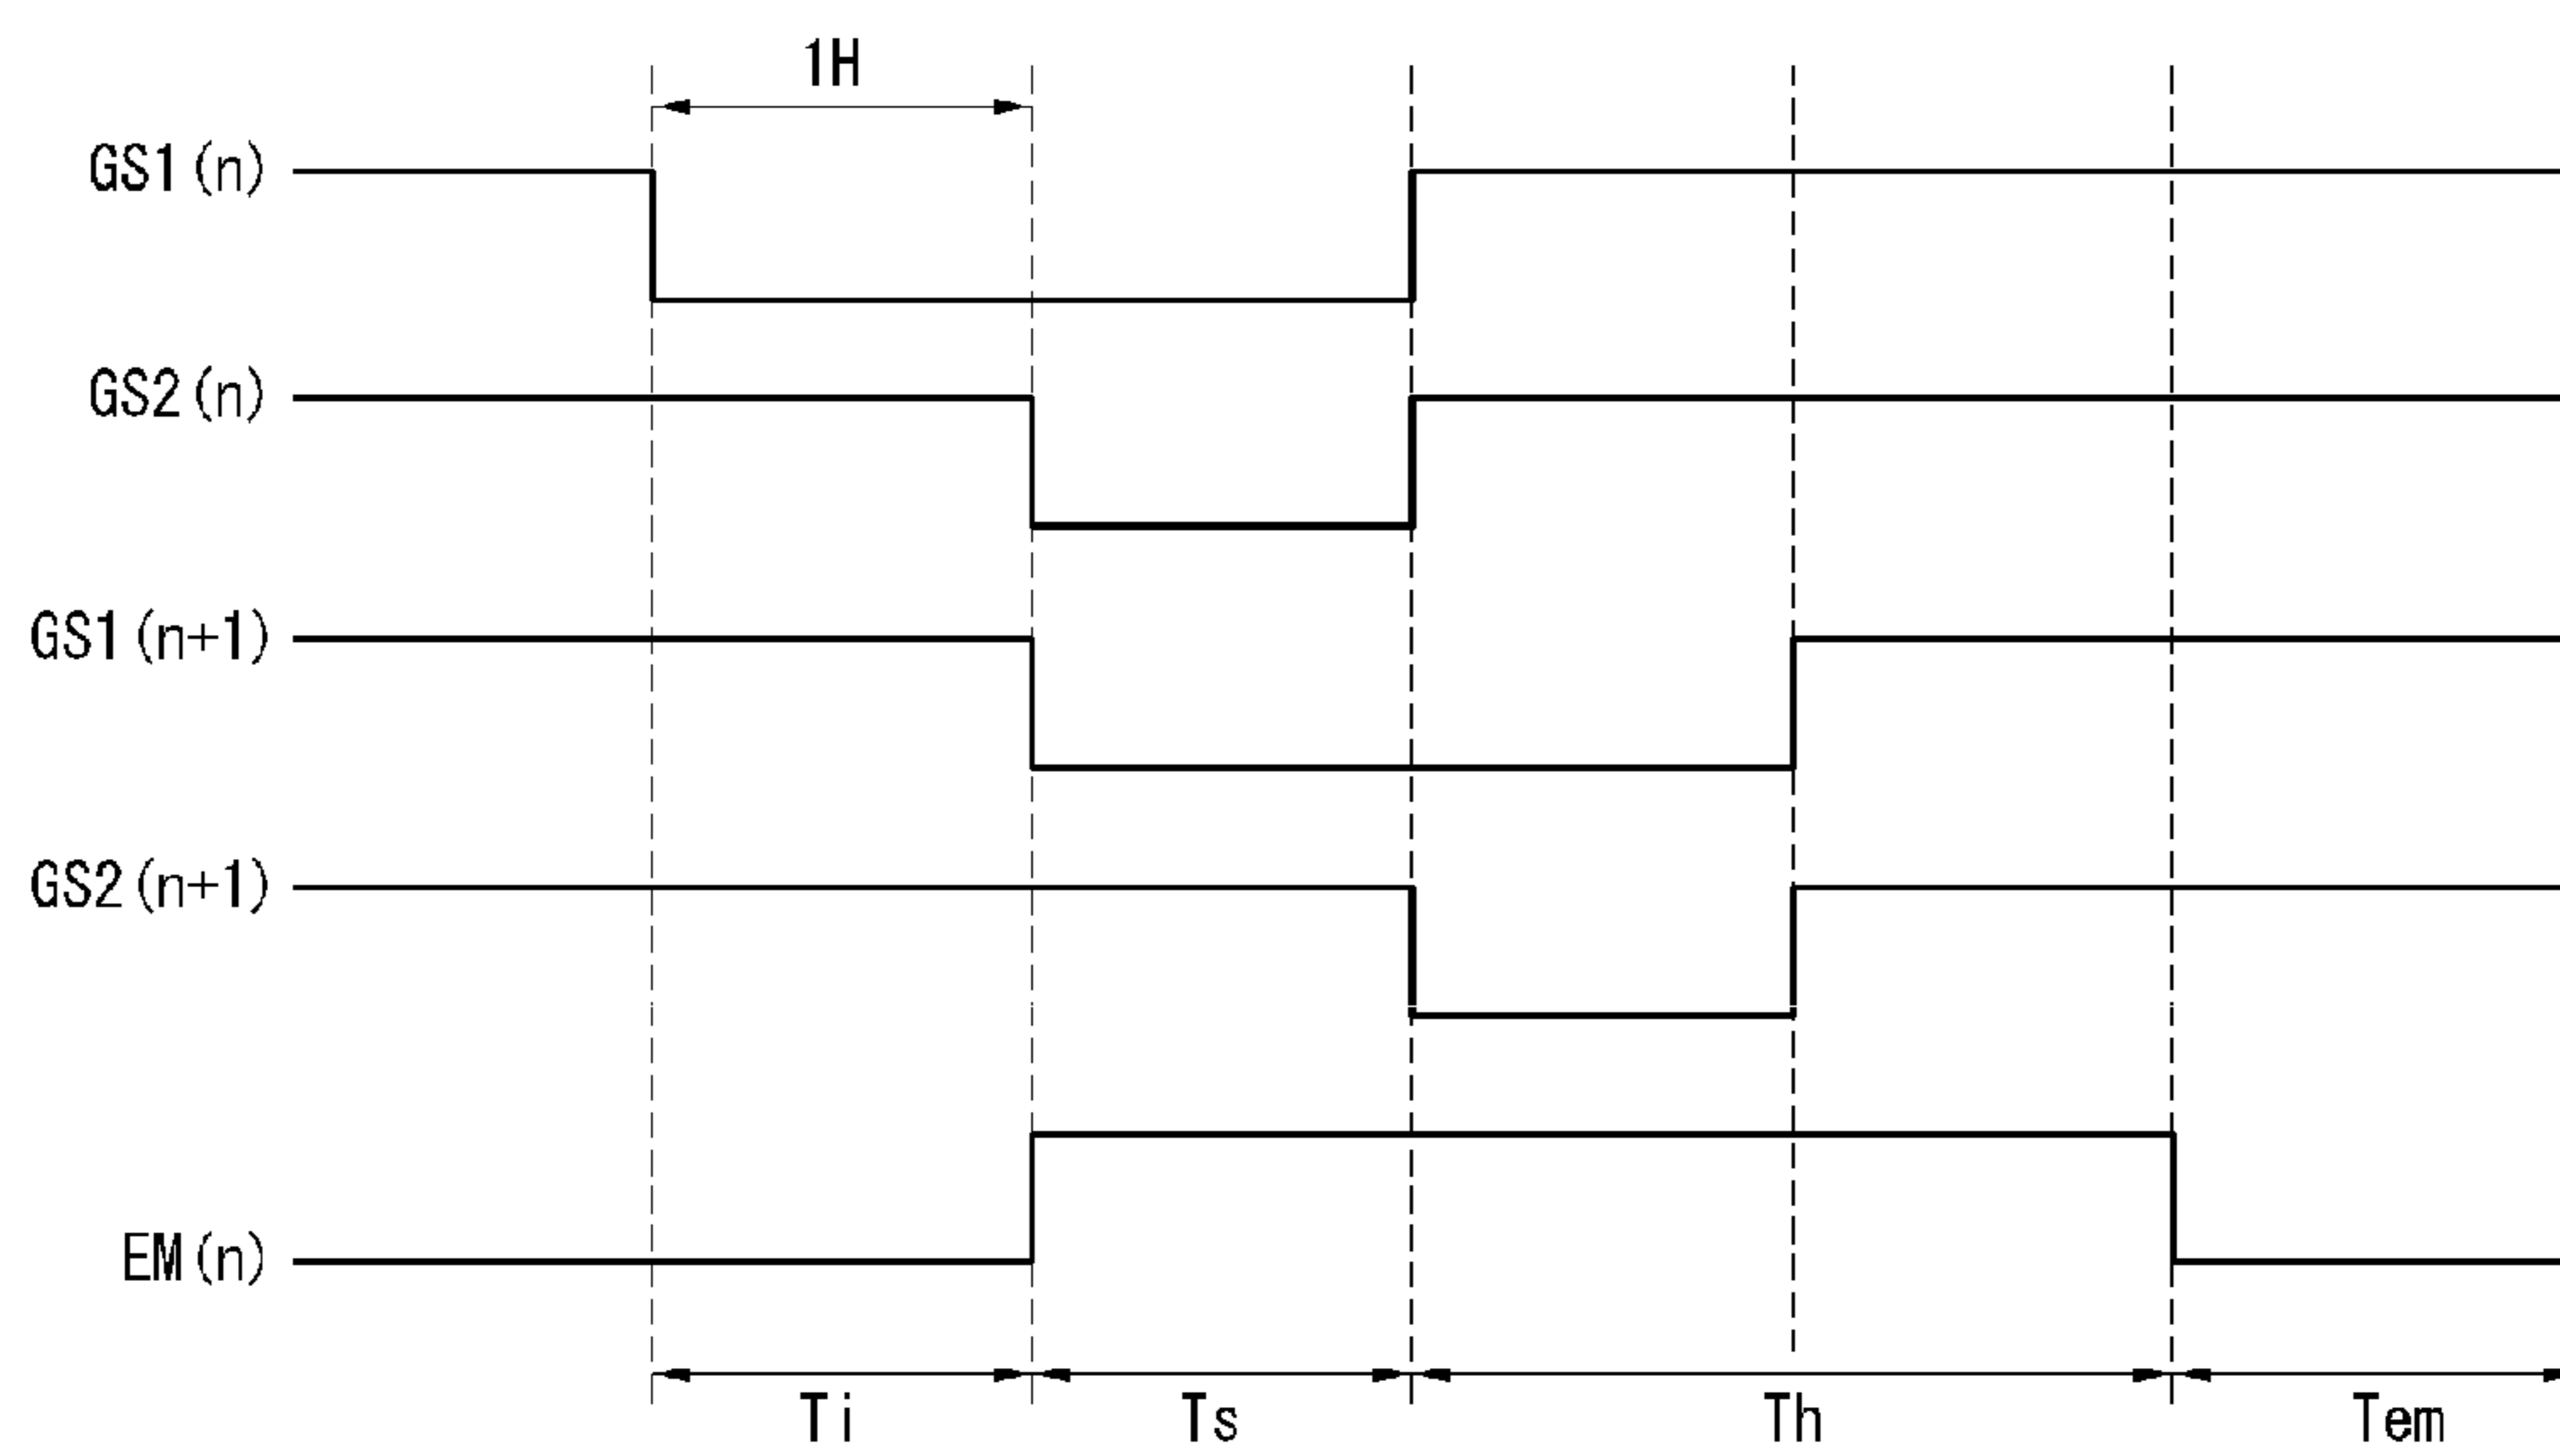 1H
GS1(n)
GS2(n)
GS1(n+1)
GS2(n+1)
EM(n)
Ti Ts Th Tem